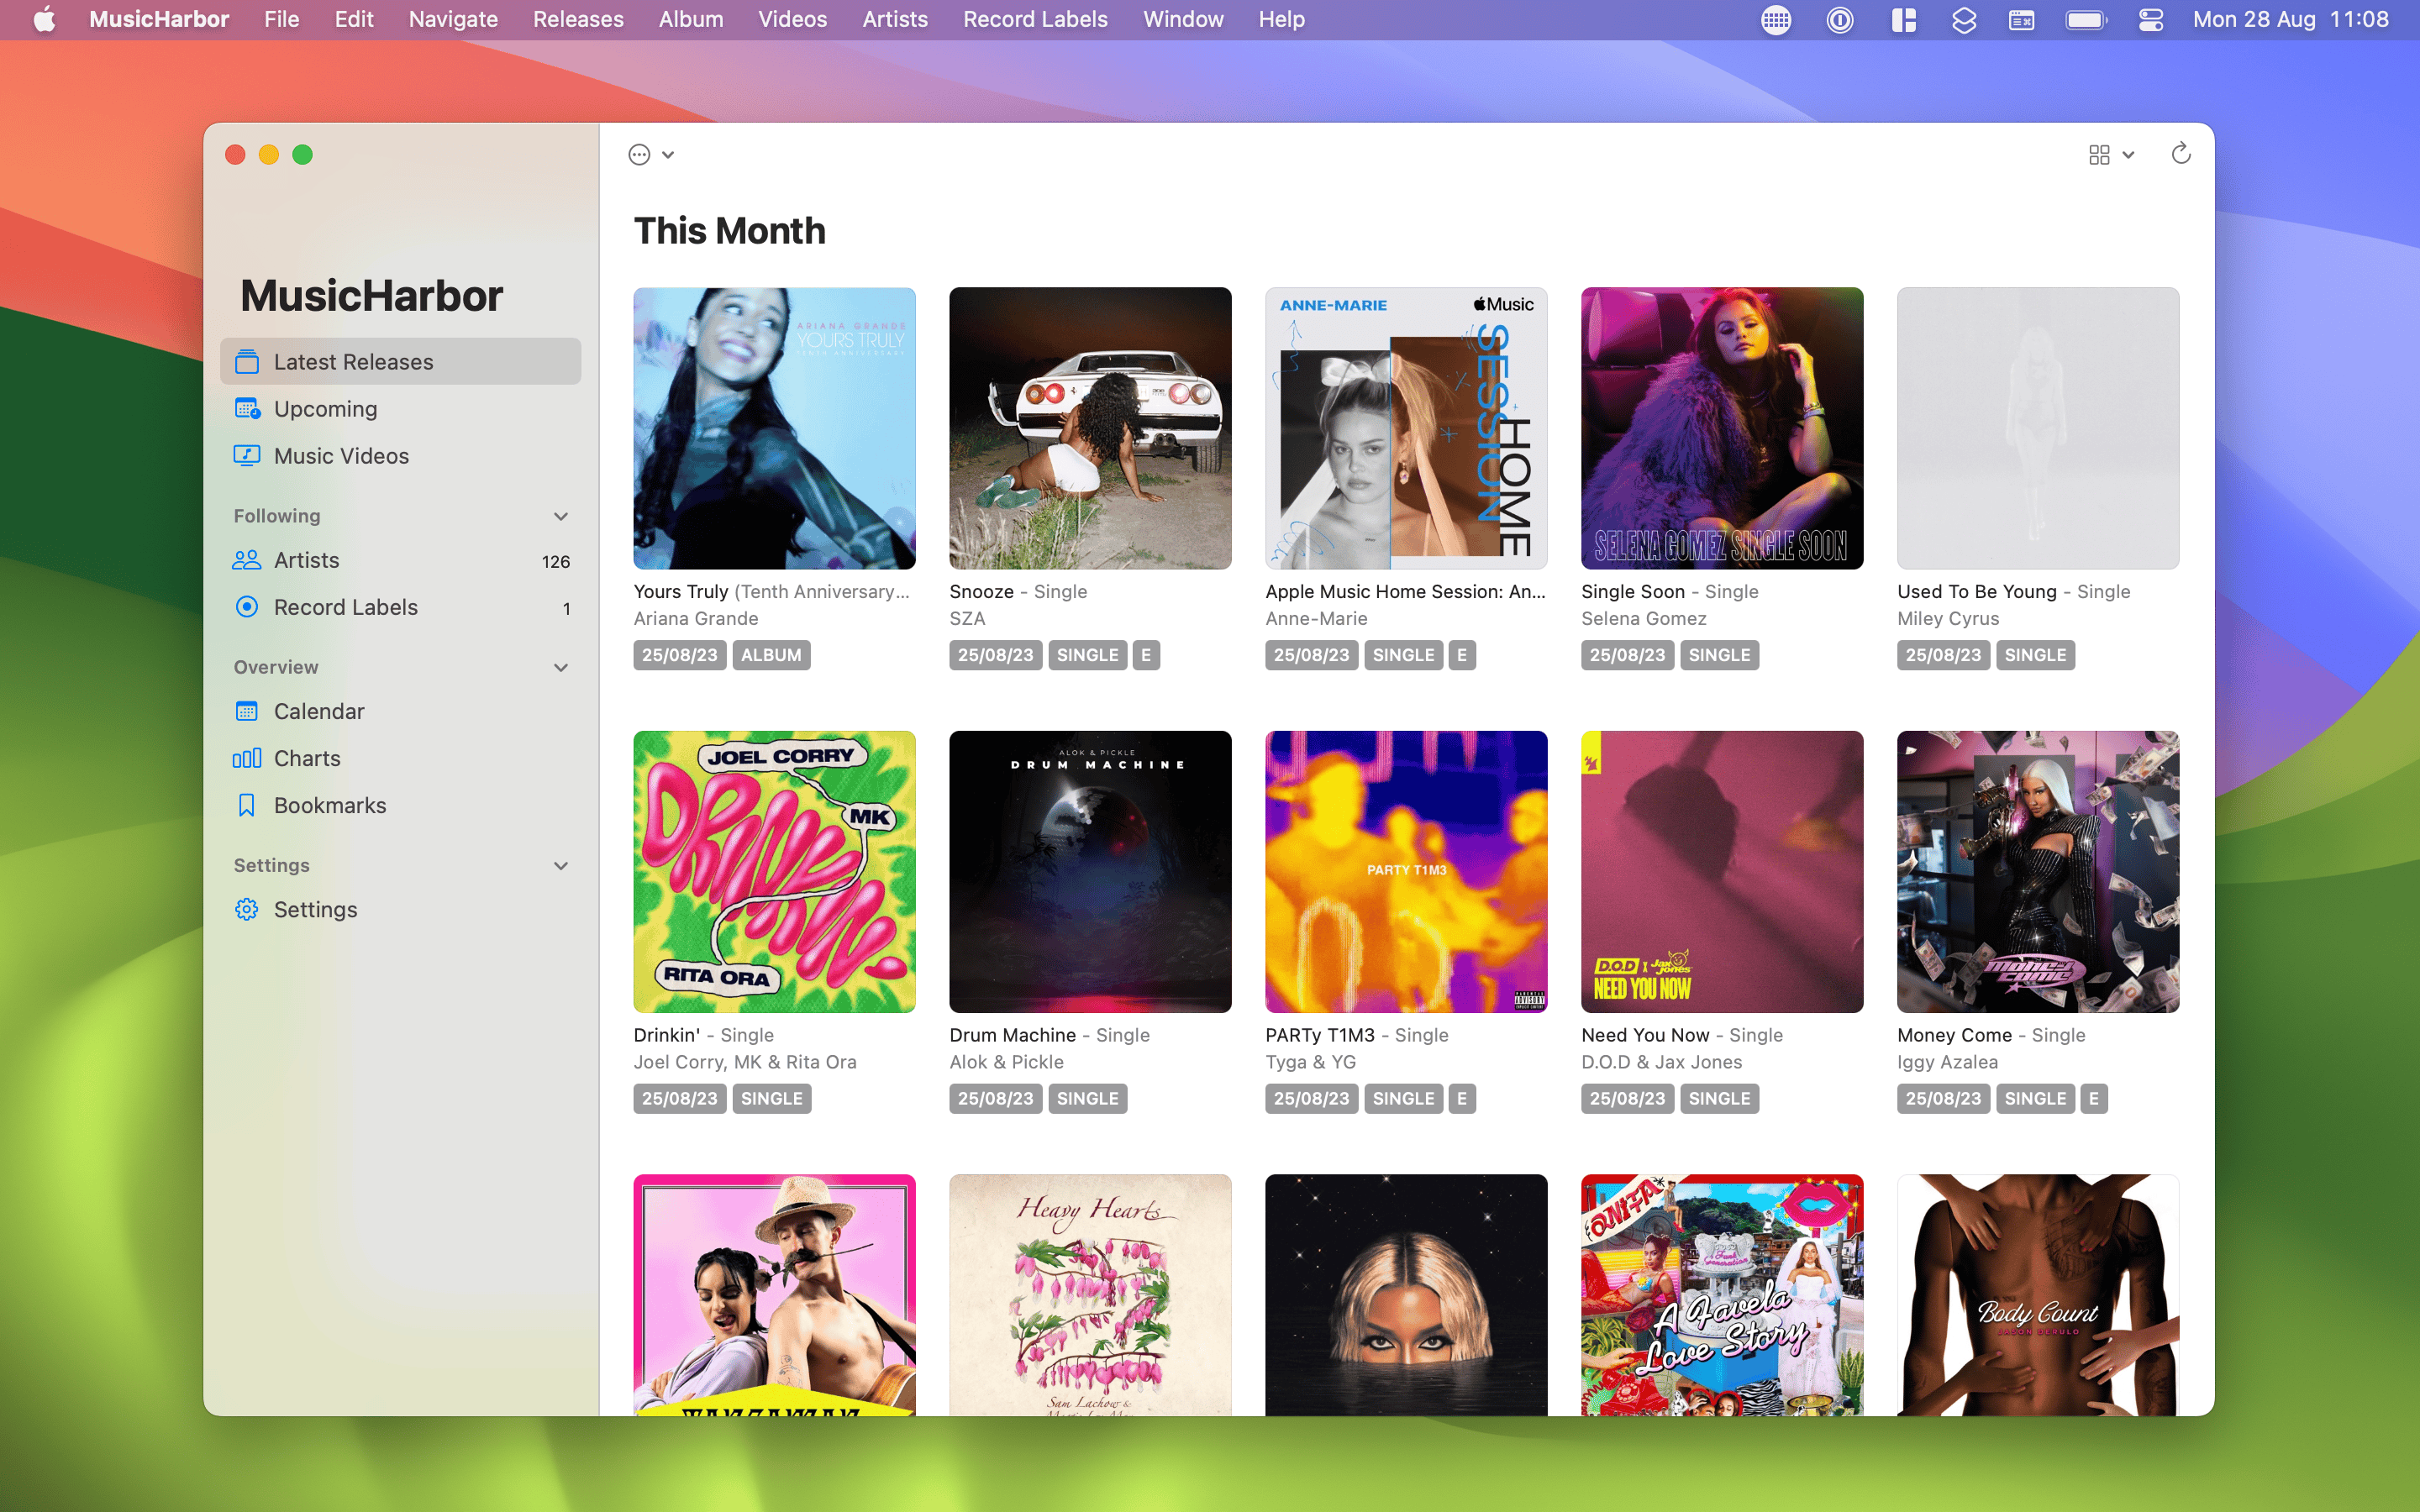 MusicHarbor File Edit Navigate Releases Album Videos Artists Record Labels Window Help Mon 28 Aug 11:08
MusicHarbor
Latest Releases
Upcoming
Music Videos
Following
Artists 126
Record Labels 1
Overview
Calendar
Charts
Bookmarks
Settings
Settings
This Month
ARIANA GRANDE
YOURS TRULY
TENTH ANNIVERSARY
Yours Truly (Tenth Anniversary...
Ariana Grande
25/08/23 ALBUM
Snooze - Single
SZA
25/08/23 SINGLE E
ANNE-MARIE
Music
SESSION
HOME
Apple Music Home Session: An...
Anne-Marie
25/08/23 SINGLE E
SELENA GOMEZ SINGLE SOON
Single Soon - Single
Selena Gomez
25/08/23 SINGLE
Used To Be Young - Single
Miley Cyrus
25/08/23 SINGLE
JOEL CORRY
MK
DRINKIN'
RITA ORA
Drinkin' - Single
Joel Corry, MK & Rita Ora
25/08/23 SINGLE
ALOK & PICKLE
DRUM MACHINE
Drum Machine - Single
Alok & Pickle
25/08/23 SINGLE
PARTY T1M3
PARENTAL
ADVISORY
EXPLICIT CONTENT
PARTy T1M3 - Single
Tyga & YG
25/08/23 SINGLE E
D.O.D X Jax Jones
NEED YOU NOW
Need You Now - Single
D.O.D & Jax Jones
25/08/23 SINGLE
Money Come
Money Come - Single
Iggy Azalea
25/08/23 SINGLE E
Heavy Hearts
Sam Lachow &
ANITTA
Funk
Generation
A Favela
Love Story
Body Count
JASON DERULO